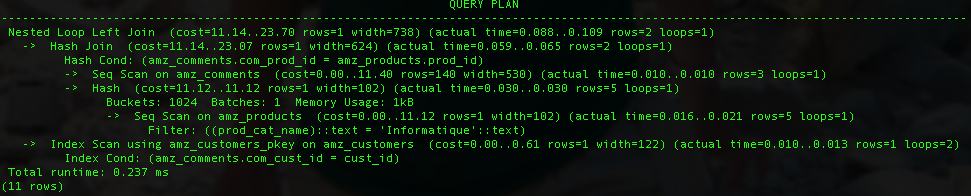 QUERY PLAN
--------------------------------------------------------------------------------------------------------------------------------------
Nested Loop Left Join  (cost=11.14..23.70 rows=1 width=738) (actual time=0.088..0.109 rows=2 loops=1)
  ->  Hash Join  (cost=11.14..23.07 rows=1 width=624) (actual time=0.059..0.065 rows=2 loops=1)
        Hash Cond: (amz_comments.com_prod_id = amz_products.prod_id)
        ->  Seq Scan on amz_comments  (cost=0.00..11.40 rows=140 width=530) (actual time=0.010..0.010 rows=3 loops=1)
        ->  Hash  (cost=11.12..11.12 rows=1 width=102) (actual time=0.030..0.030 rows=5 loops=1)
              Buckets: 1024  Batches: 1  Memory Usage: 1kB
              ->  Seq Scan on amz_products  (cost=0.00..11.12 rows=1 width=102) (actual time=0.016..0.021 rows=5 loops=1)
                    Filter: ((prod_cat_name)::text = 'Informatique'::text)
  ->  Index Scan using amz_customers_pkey on amz_customers  (cost=0.00..0.61 rows=1 width=122) (actual time=0.010..0.013 rows=1 loops=2)
        Index Cond: (amz_comments.com_cust_id = cust_id)
Total runtime: 0.237 ms
(11 rows)